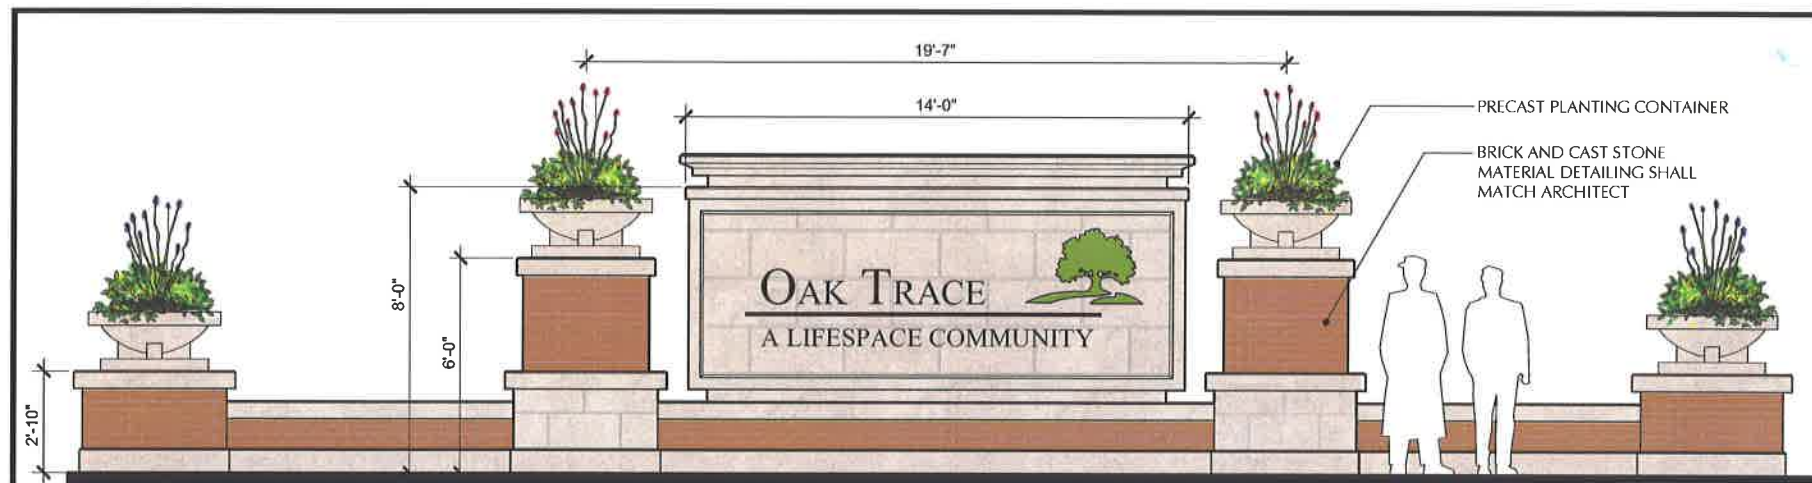 19'-7"
14'-0"
PRECAST PLANTING CONTAINER
BRICK AND CAST STONE
MATERIAL DETAILING SHALL
MATCH ARCHITECT
8'-0"
6'-0"
2'-10"
OAK TRACE
A LIFESPACE COMMUNITY